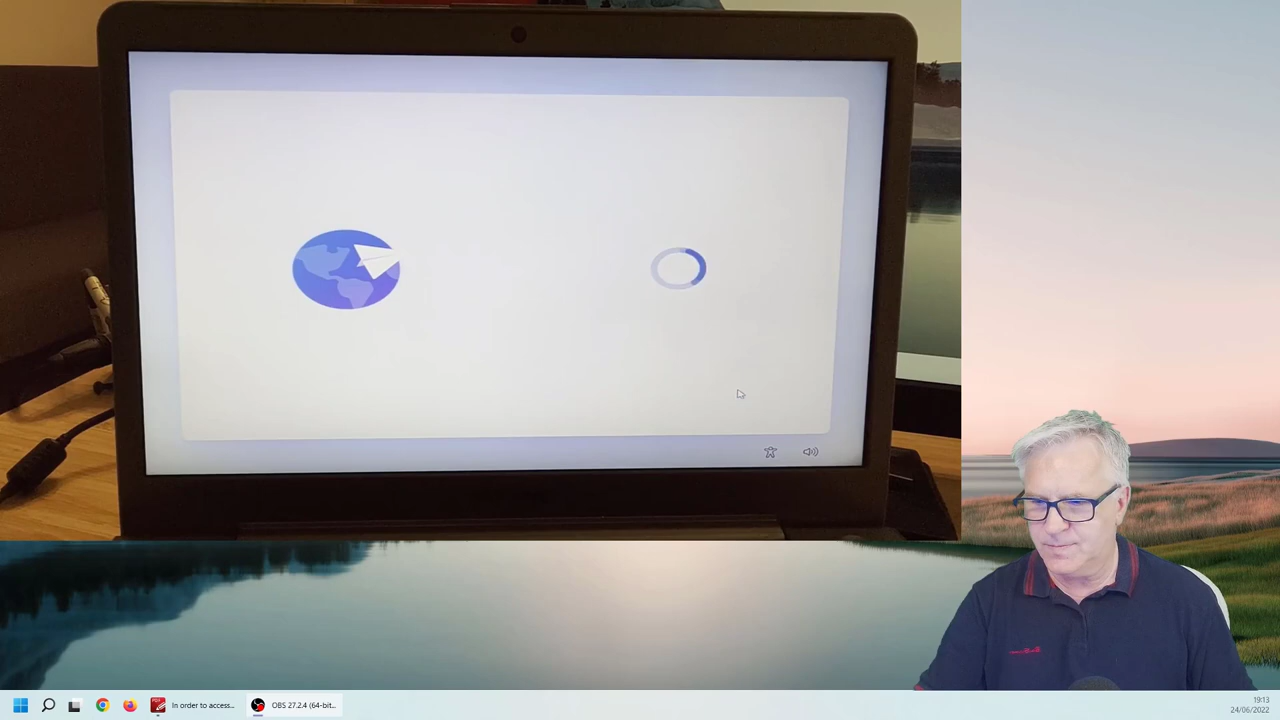 In order to access...
OBS 27.2.4 (64-bit...
19:13
24/06/2022